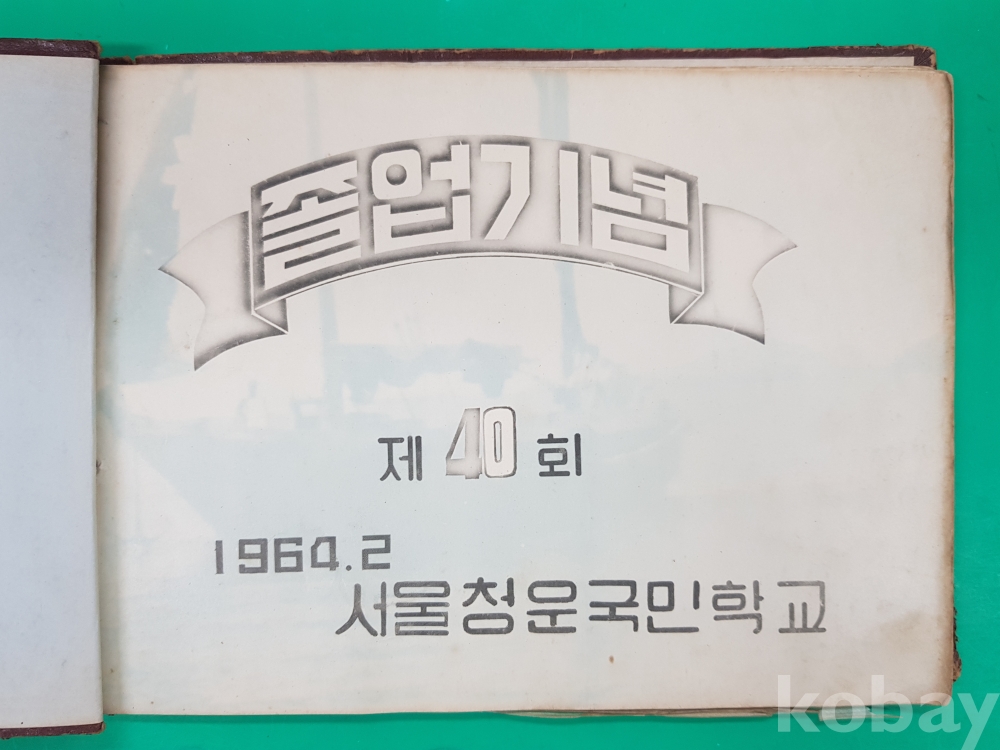 졸업기념
제 40 회
1964.2
서울청운국민학교
kobay